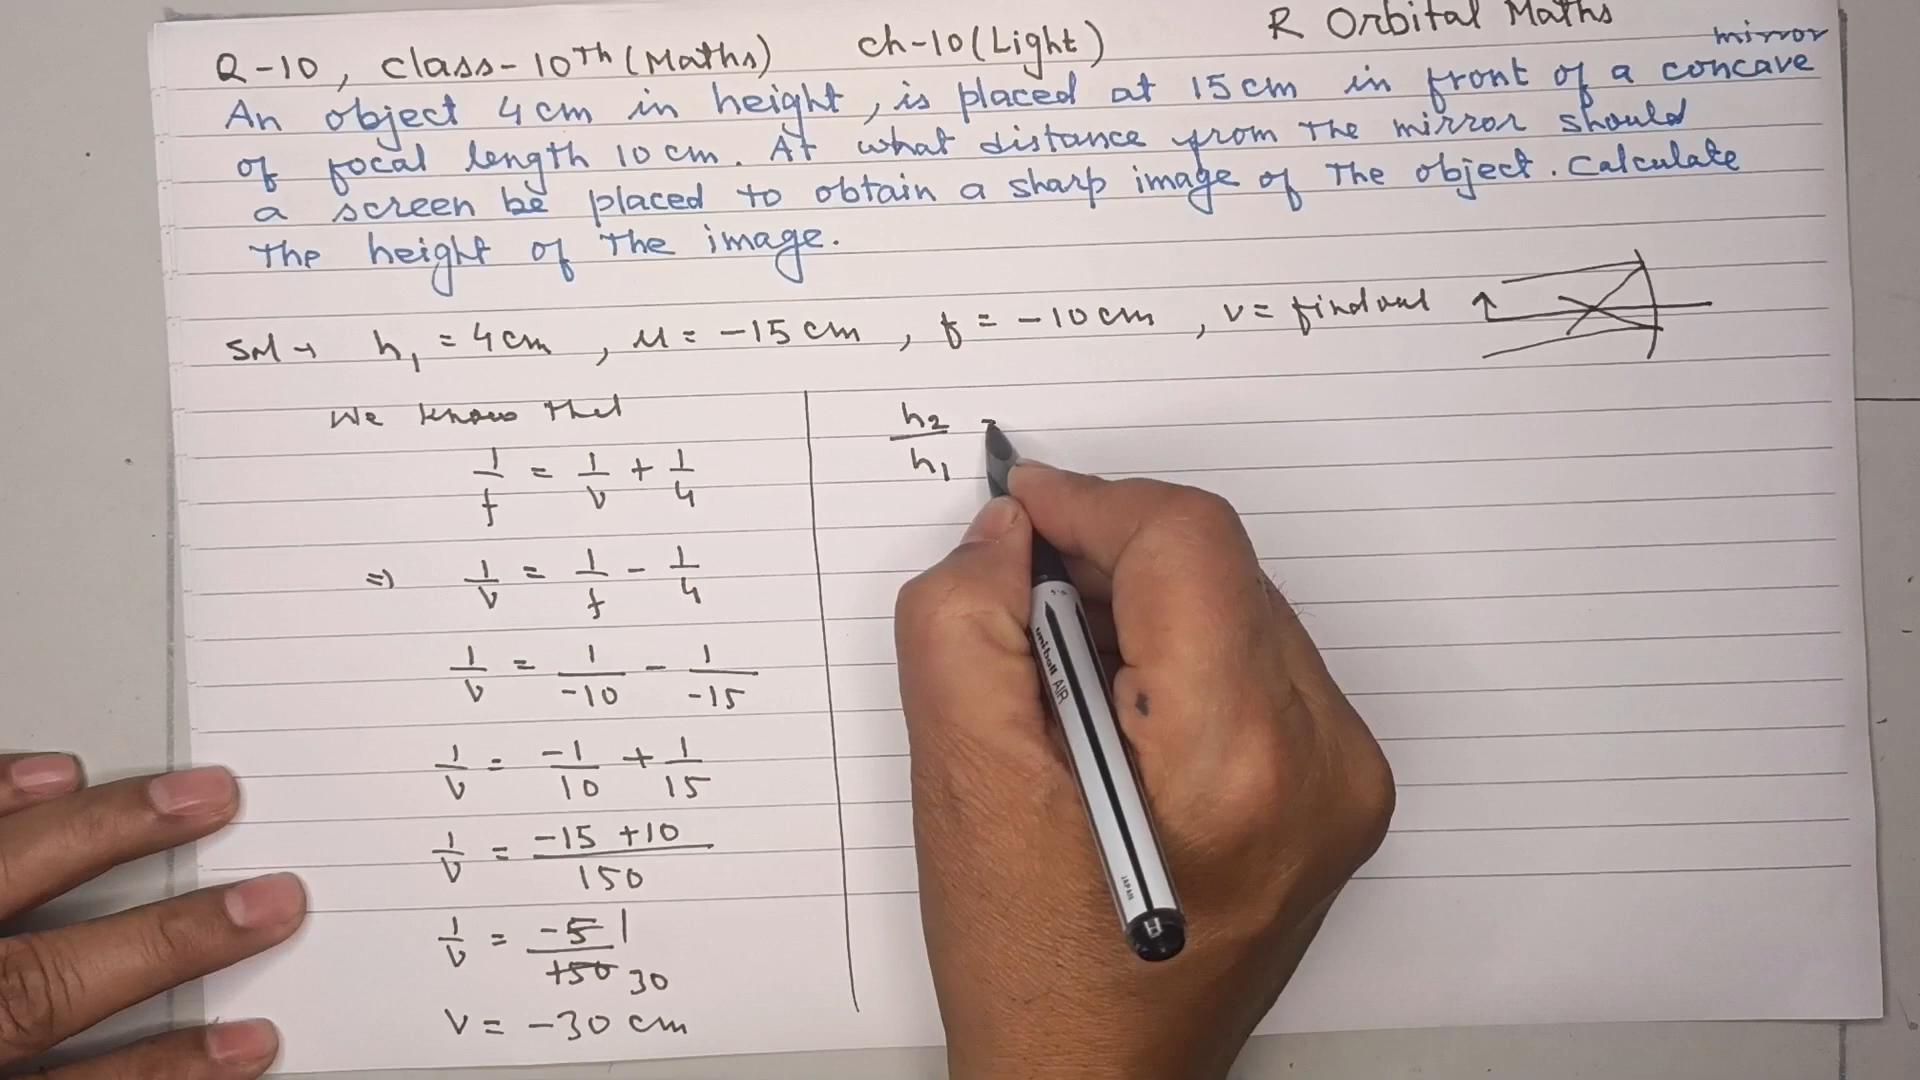 Q-10, class-10Th (Maths) ch-10 (Light) R Orbital Maths
mirror
An object 4 cm in height, is placed at 15 cm in front of a concave
of focal length 10 cm. At what distance from the mirror should
a screen be placed to obtain a sharp image of the object. Calculate
The height of the image.
h₁ = 4 cm, u = -15 cm, f = -10 cm, v = find out
We know that
1/f = 1/v + 1/u
=> 1/v = 1/f - 1/u
1/v = 1/-10 - 1/-15
1/v = -1/10 + 1/15
1/v = -15 + 10/150
1/v = -5/150 1/30
v = -30 cm
h₂/h₁ =
uniball AIR
JAPAN